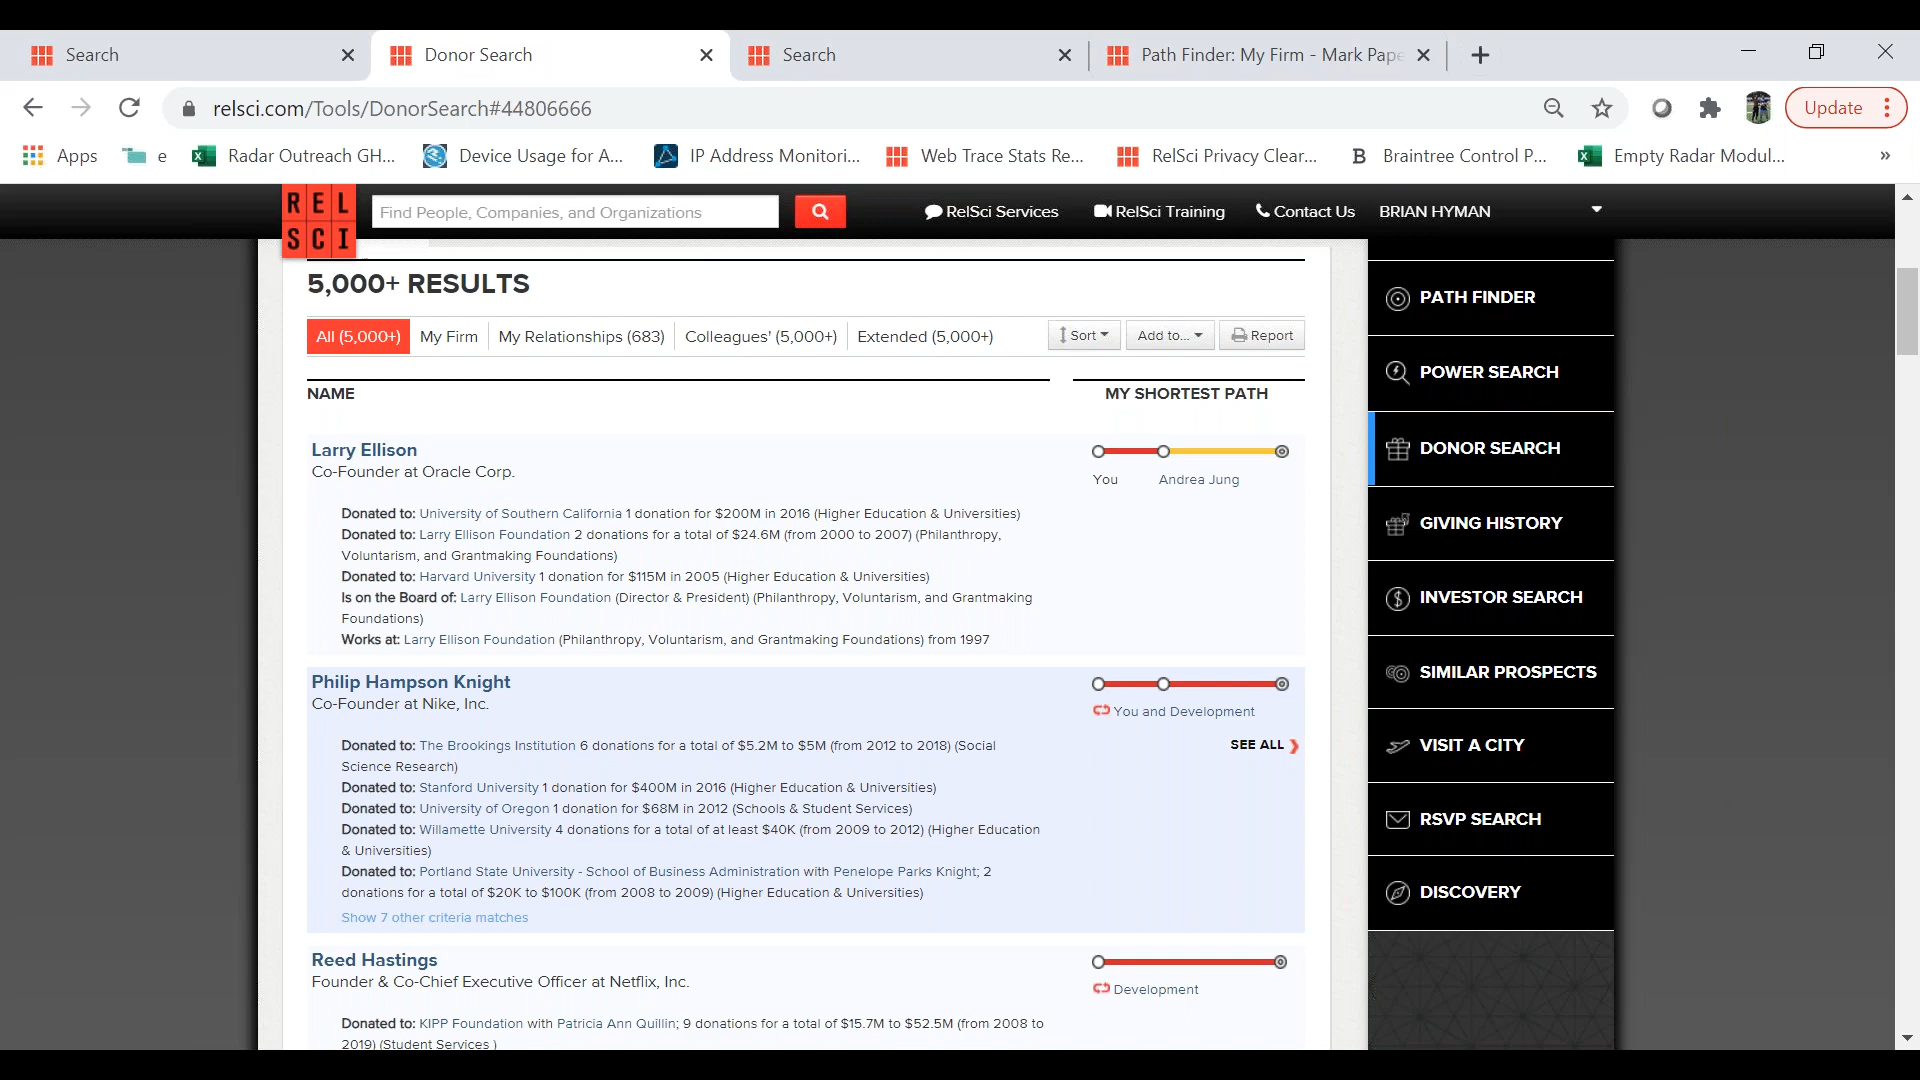 Search
Donor Search
Search
Path Finder: My Firm - Mark Pape
relsci.com/Tools/DonorSearch#44806666
Update
Apps
e
Radar Outreach GH...
Device Usage for A...
IP Address Monitori...
Web Trace Stats Re...
RelSci Privacy Clear...
B Braintree Control P...
Empty Radar Modul...
»
REL
SCI
Find People, Companies, and Organizations
RelSci Services
RelSci Training
Contact Us
BRIAN HYMAN
5,000+ RESULTS
All (5,000+)
My Firm
My Relationships (683)
Colleagues' (5,000+)
Extended (5,000+)
Sort
Add to...
Report
NAME
MY SHORTEST PATH
Larry Ellison
Co-Founder at Oracle Corp.
You
Andrea Jung
Donated to: University of Southern California 1 donation for $200M in 2016 (Higher Education & Universities)
Donated to: Larry Ellison Foundation 2 donations for a total of $24.6M (from 2000 to 2007) (Philanthropy,
Voluntarism, and Grantmaking Foundations)
Donated to: Harvard University 1 donation for $115M in 2005 (Higher Education & Universities)
Is on the Board of: Larry Ellison Foundation (Director & President) (Philanthropy, Voluntarism, and Grantmaking
Foundations)
Works at: Larry Ellison Foundation (Philanthropy, Voluntarism, and Grantmaking Foundations) from 1997
Philip Hampson Knight
Co-Founder at Nike, Inc.
You and Development
SEE ALL
Donated to: The Brookings Institution 6 donations for a total of $5.2M to $5M (from 2012 to 2018) (Social
Science Research)
Donated to: Stanford University 1 donation for $400M in 2016 (Higher Education & Universities)
Donated to: University of Oregon 1 donation for $68M in 2012 (Schools & Student Services)
Donated to: Willamette University 4 donations for a total of at least $40K (from 2009 to 2012) (Higher Education
& Universities)
Donated to: Portland State University - School of Business Administration with Penelope Parks Knight; 2
donations for a total of $20K to $100K (from 2008 to 2009) (Higher Education & Universities)
Show 7 other criteria matches
Reed Hastings
Founder & Co-Chief Executive Officer at Netflix, Inc.
Development
Donated to: KIPP Foundation with Patricia Ann Quillin; 9 donations for a total of $15.7M to $52.5M (from 2008 to
2019) (Student Services )
PATH FINDER
POWER SEARCH
DONOR SEARCH
GIVING HISTORY
INVESTOR SEARCH
SIMILAR PROSPECTS
VISIT A CITY
RSVP SEARCH
DISCOVERY